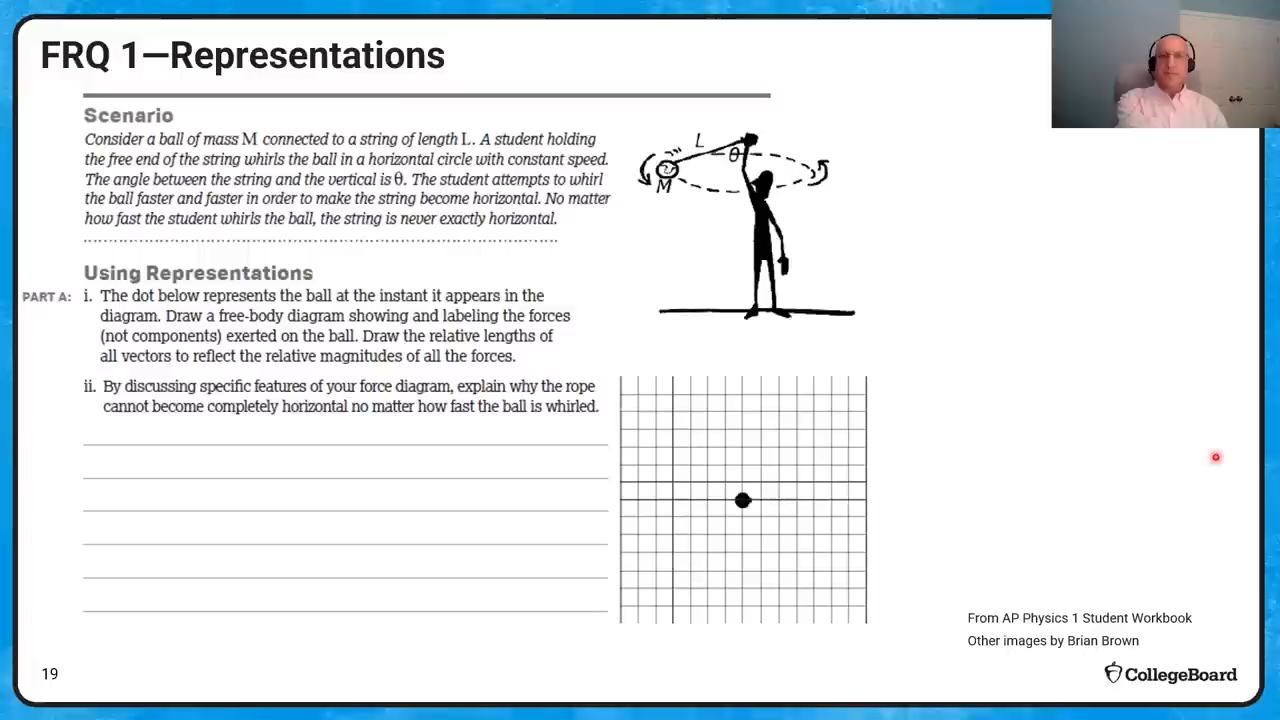 FRQ 1—Representations
Scenario
Consider a ball of mass M connected to a string of length L. A student holding
the free end of the string whirls the ball in a horizontal circle with constant speed.
The angle between the string and the vertical is θ. The student attempts to whirl
the ball faster and faster in order to make the string become horizontal. No matter
how fast the student whirls the ball, the string is never exactly horizontal.
L
θ
M
Using Representations
PART A: i. The dot below represents the ball at the instant it appears in the
diagram. Draw a free-body diagram showing and labeling the forces
(not components) exerted on the ball. Draw the relative lengths of
all vectors to reflect the relative magnitudes of all the forces.
ii. By discussing specific features of your force diagram, explain why the rope
cannot become completely horizontal no matter how fast the ball is whirled.
From AP Physics 1 Student Workbook
Other images by Brian Brown
19
CollegeBoard